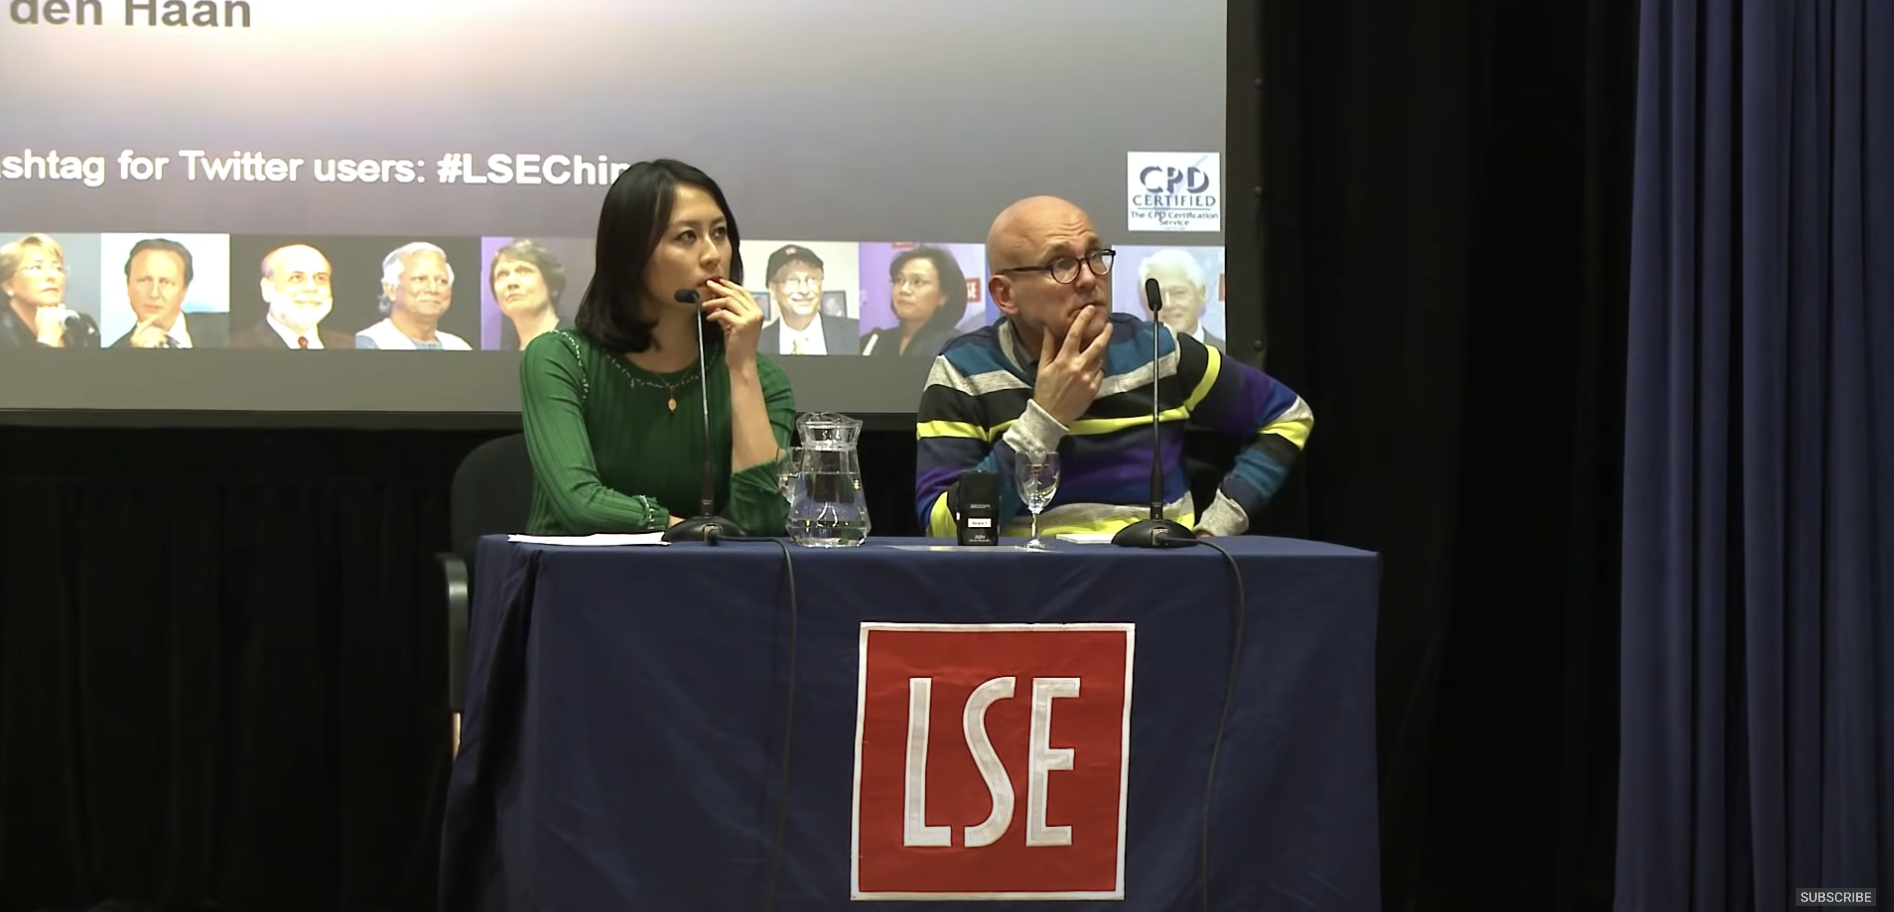 den Haan
shtag for Twitter users: #LSEChin
CPD
CERTIFIED
The CPD Certification
Service
LSE
SUBSCRIBE